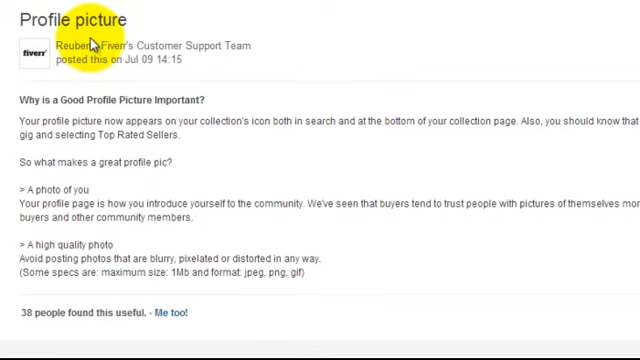 Profile picture
fiverr
Reuben, Fiverr's Customer Support Team
posted this on Jul 09 14:15
Why is a Good Profile Picture Important?
Your profile picture now appears on your collection's icon both in search and at the bottom of your collection page. Also, you should know that
gig and selecting Top Rated Sellers.
So what makes a great profile pic?
> A photo of you
Your profile page is how you introduce yourself to the community. We've seen that buyers tend to trust people with pictures of themselves mor
buyers and other community members.
> A high quality photo
Avoid posting photos that are blurry, pixelated or distorted in any way.
(Some specs are: maximum size: 1Mb and format: jpeg, png, gif)
38 people found this useful. - Me too!